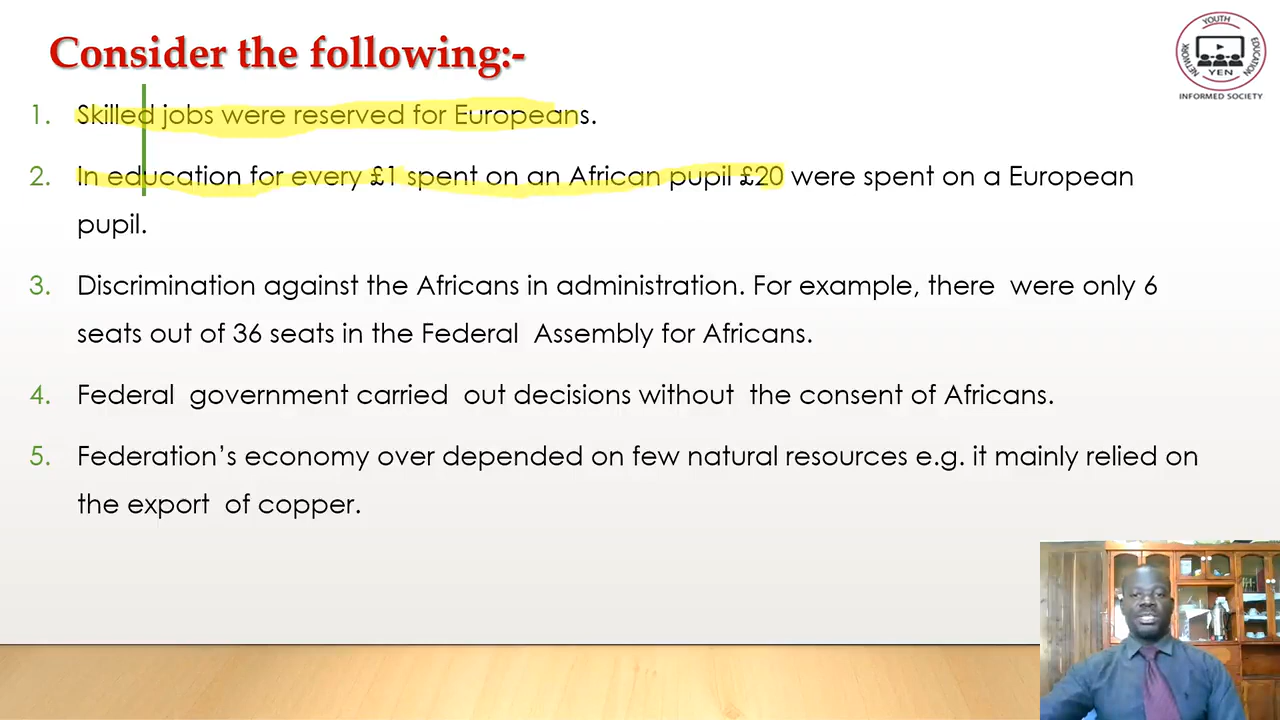 Consider the following:-
YOUTH
EDUCATION
NETWORK
YEN
INFORMED SOCIETY
1. Skilled jobs were reserved for Europeans.
2. In education for every £1 spent on an African pupil £20 were spent on a European
pupil.
3. Discrimination against the Africans in administration. For example, there were only 6
seats out of 36 seats in the Federal Assembly for Africans.
4. Federal government carried out decisions without the consent of Africans.
5. Federation’s economy over depended on few natural resources e.g. it mainly relied on
the export of copper.